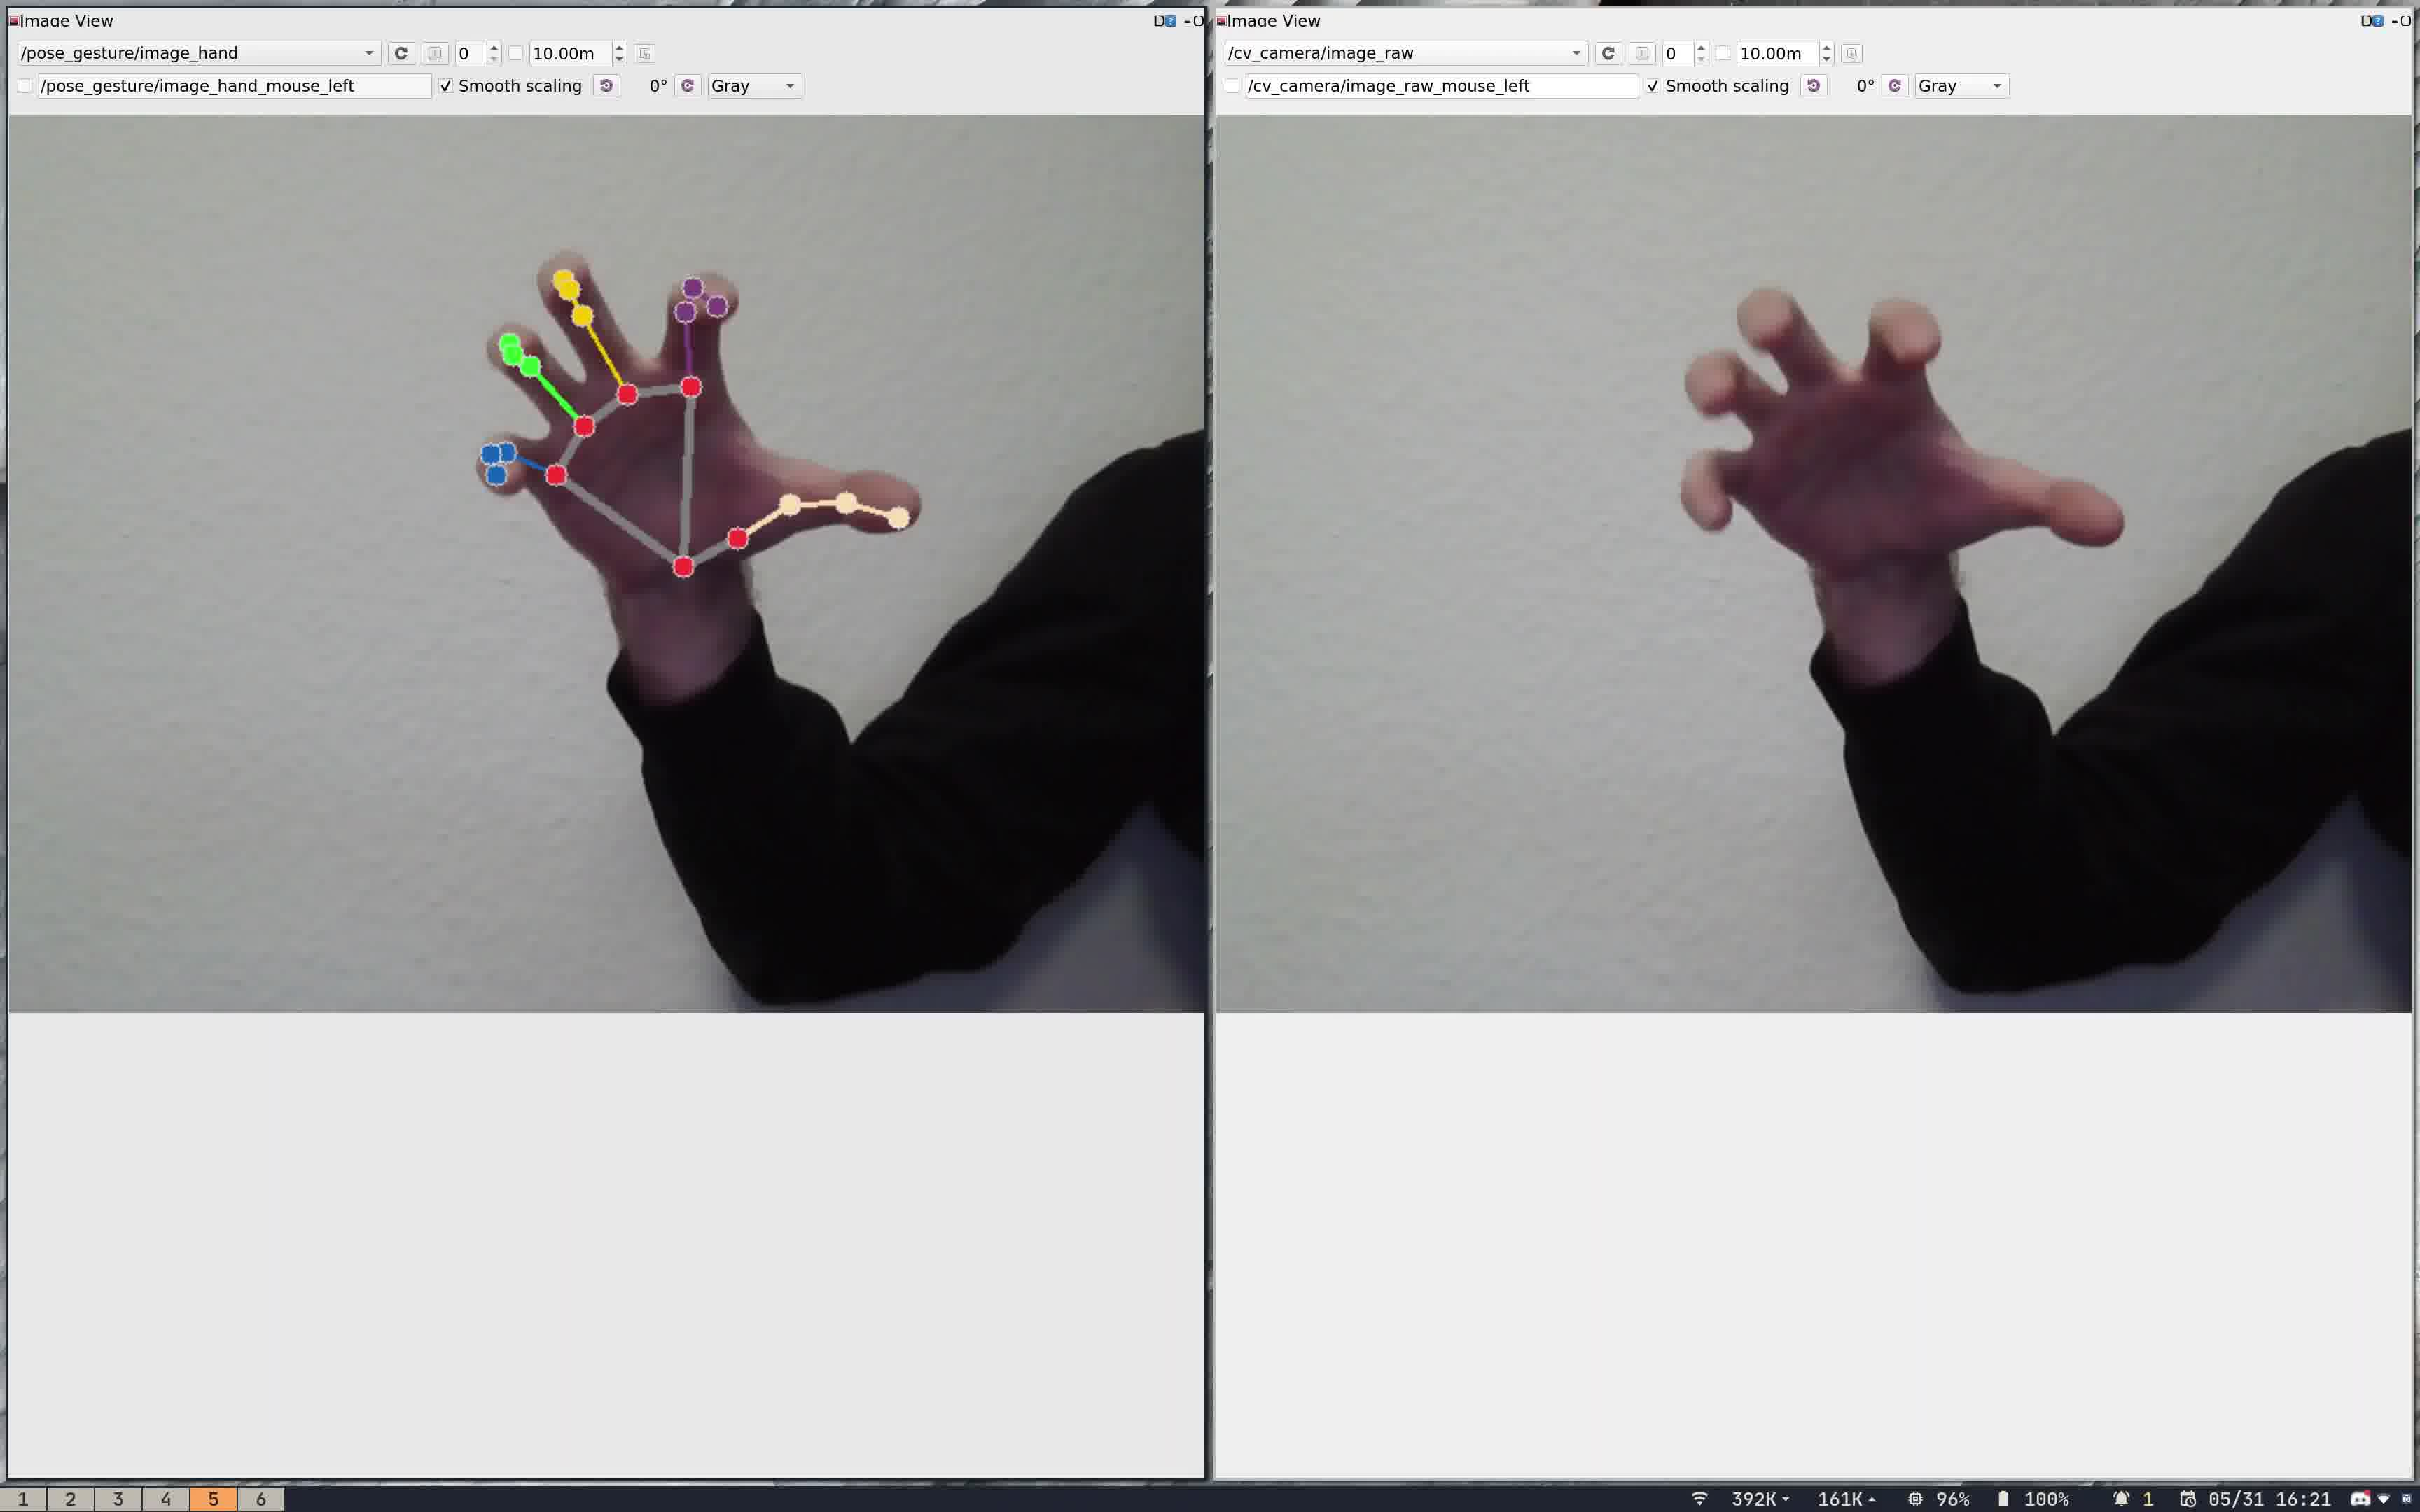 Image View
/pose_gesture/image_hand 0 10.00m
/pose_gesture/image_hand_mouse_left Smooth scaling 0° Gray
Image View
/cv_camera/image_raw 0 10.00m
/cv_camera/image_raw_mouse_left Smooth scaling 0° Gray
1 2 3 4 5 6 392K 161K 96% 100% 1 05/31 16:21